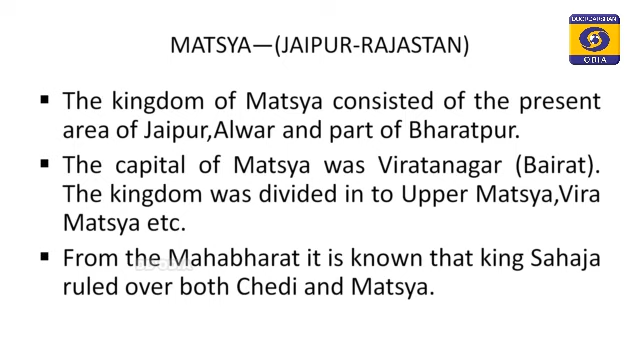 DOORDARSHAN
ODIA
MATSYA—(JAIPUR-RAJASTAN)
▪ The kingdom of Matsya consisted of the present
area of Jaipur,Alwar and part of Bharatpur.
▪ The capital of Matsya was Viratanagar (Bairat).
The kingdom was divided in to Upper Matsya,Vira
Matsya etc.
▪ From the Mahabharat it is known that king Sahaja
ruled over both Chedi and Matsya.